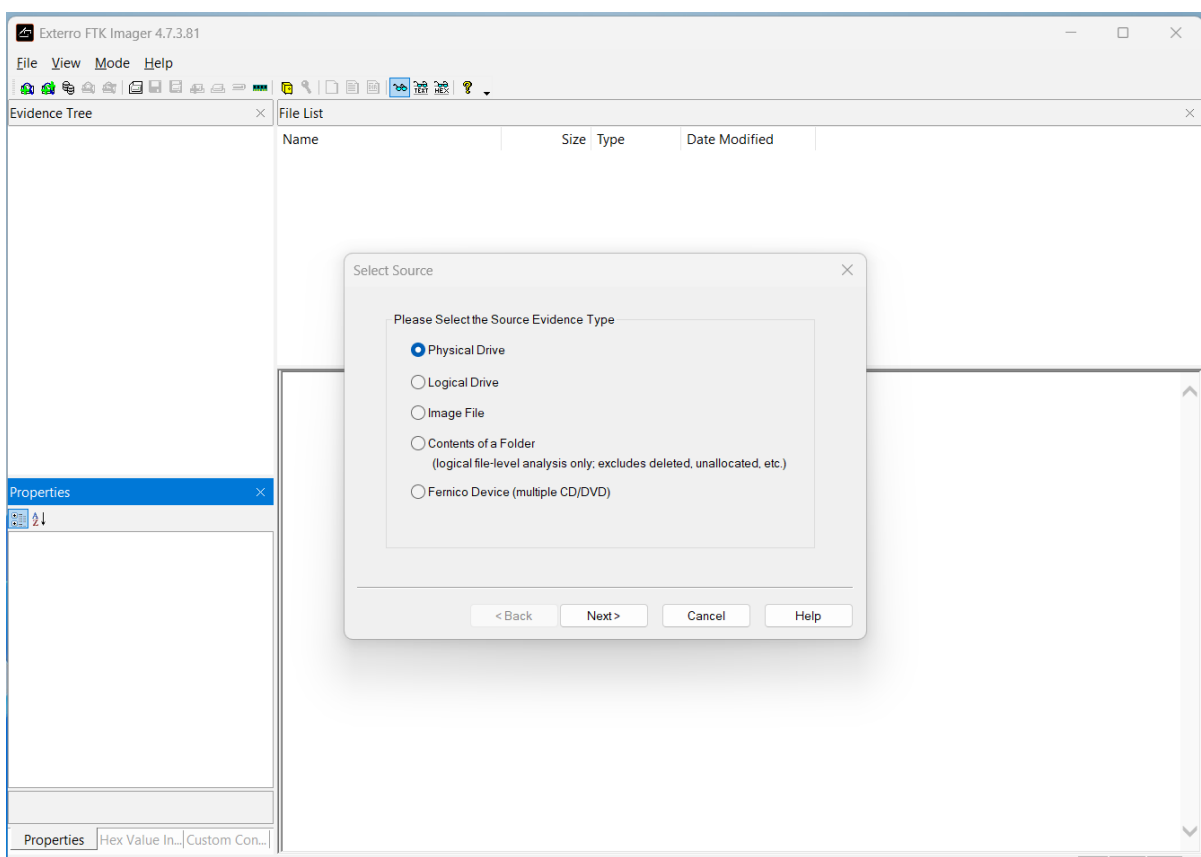 Exterro FTK Imager 4.7.3.81
File View Mode Help
TEXT HEX
Evidence Tree
File List
Name Size Type Date Modified
Select Source
Please Select the Source Evidence Type
Physical Drive
Logical Drive
Image File
Contents of a Folder
(logical file-level analysis only; excludes deleted, unallocated, etc.)
Fernico Device (multiple CD/DVD)
< Back Next > Cancel Help
Properties
Properties Hex Value In... Custom Con...